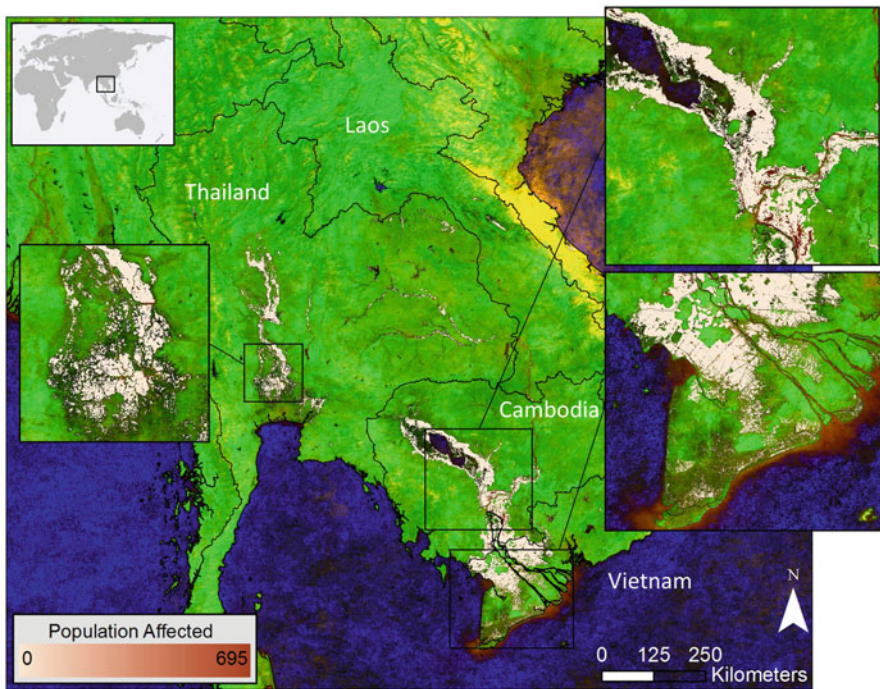 Laos
Thailand
Cambodia
Vietnam
N
Population Affected
0 695
0 125 250
Kilometers